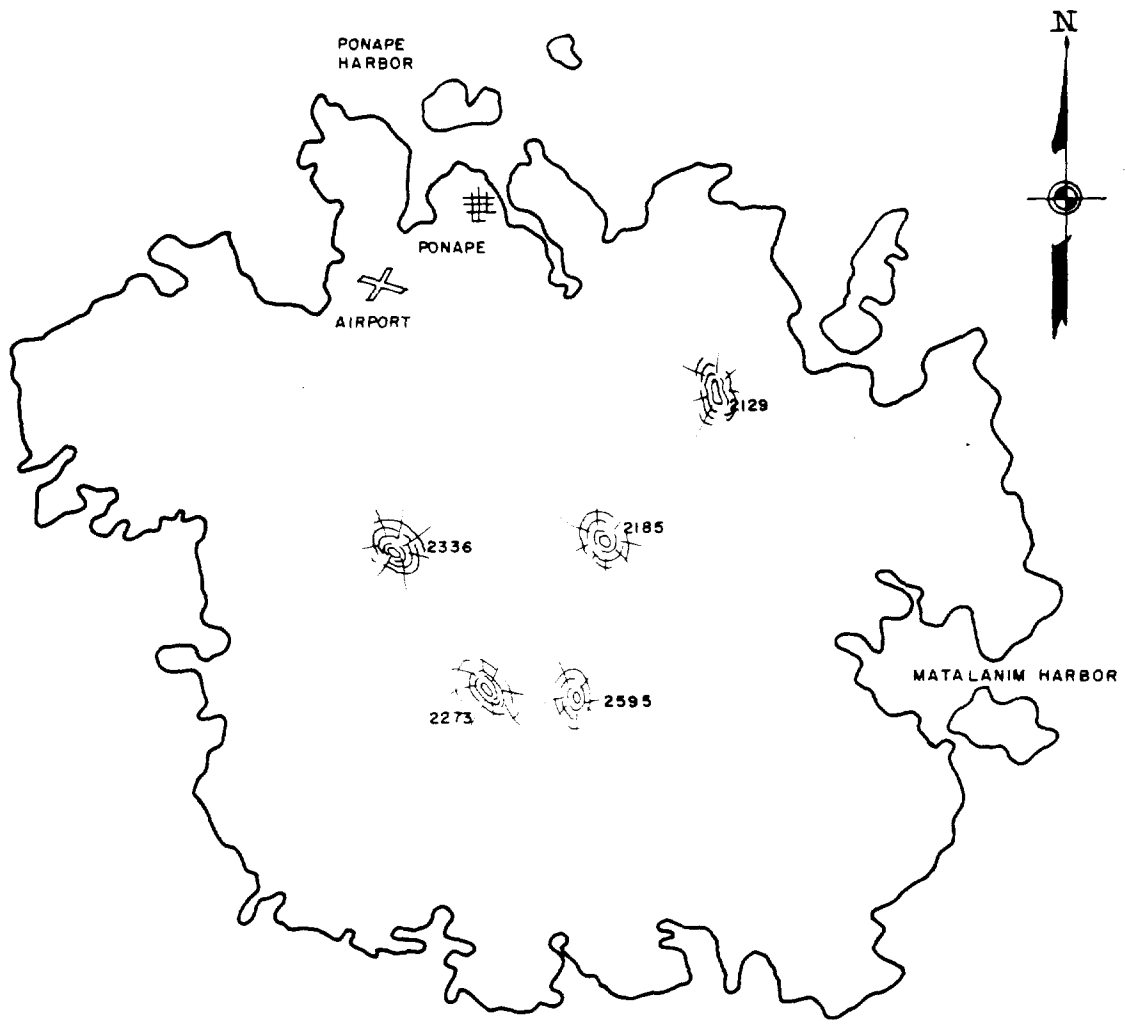 N
PONAPE
HARBOR
PONAPE
AIRPORT
2129
2185
2336
2273
2595
MATALANIM HARBOR